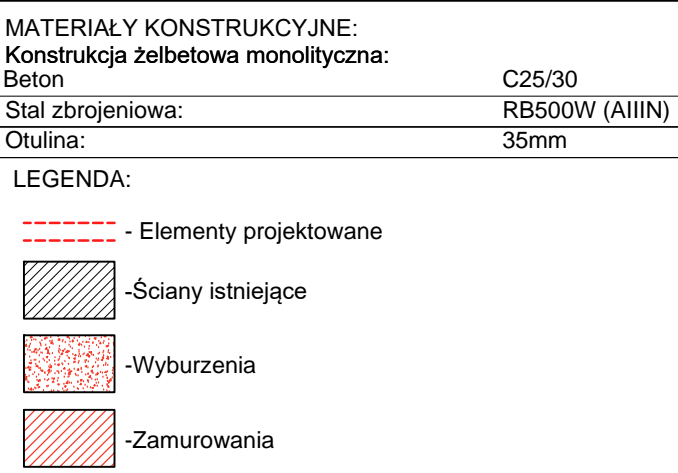 MATERIAŁY KONSTRUKCYJNE:
Konstrukcja żelbetowa monolityczna:
Beton C25/30
Stal zbrojeniowa: RB500W (AIIIN)
Otulina: 35mm
LEGENDA:
- Elementy projektowane
-Ściany istniejące
-Wyburzenia
-Zamurowania